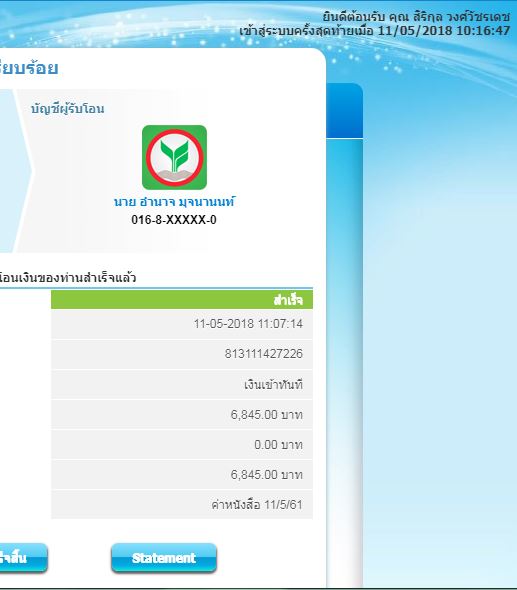 ยินดีต้อนรับ คุณ สิริกุล วงศ์วัชรเดช
เข้าสู่ระบบครั้งสุดท้ายเมื่อ 11/05/2018 10:16:47
รียบร้อย
บัญชีผู้รับโอน
นาย อำนาจ มุจนานนท์
016-8-XXXXX-0
โอนเงินของท่านสำเร็จแล้ว
สำเร็จ
11-05-2018 11:07:14
813111427226
เงินเข้าทันที
6,845.00 บาท
0.00 บาท
6,845.00 บาท
ค่าหนังสือ 11/5/61
ร็จสิ้น
Statement